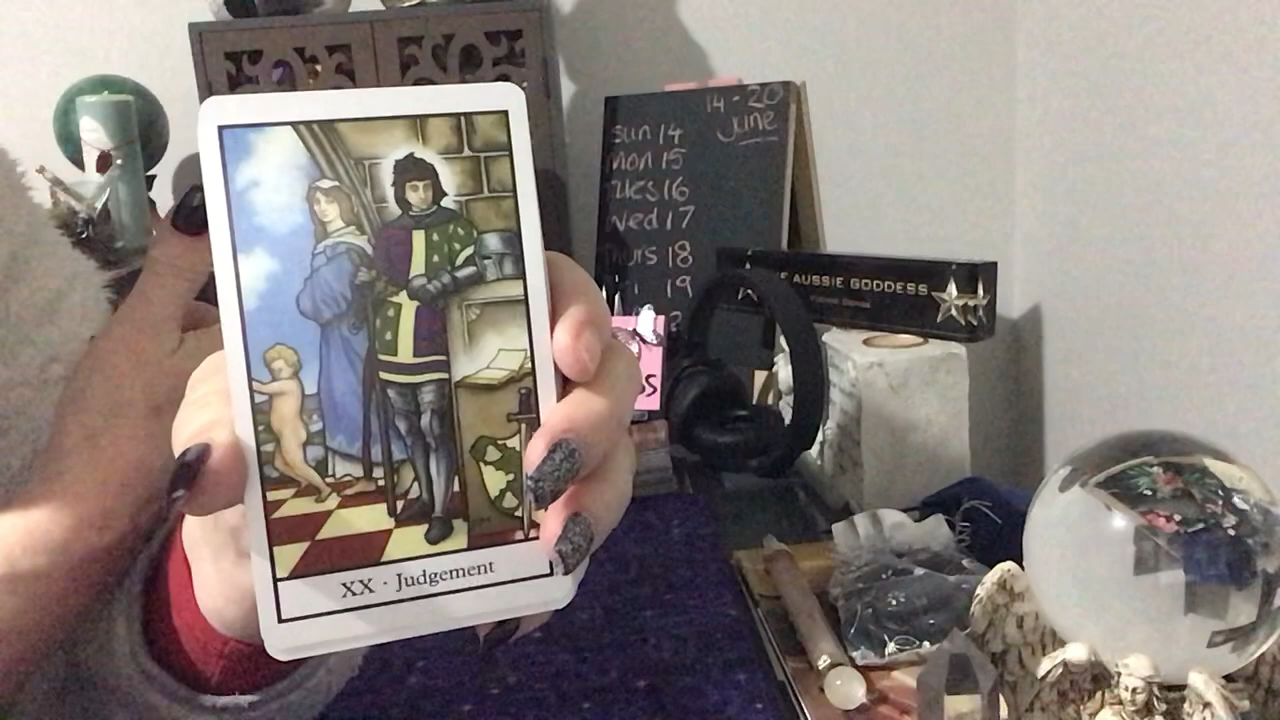 XX · Judgement
14-20
June
Sun 14
Mon 15
Tues 16
Wed 17
Thurs 18
19
AUSSIE GODDESS